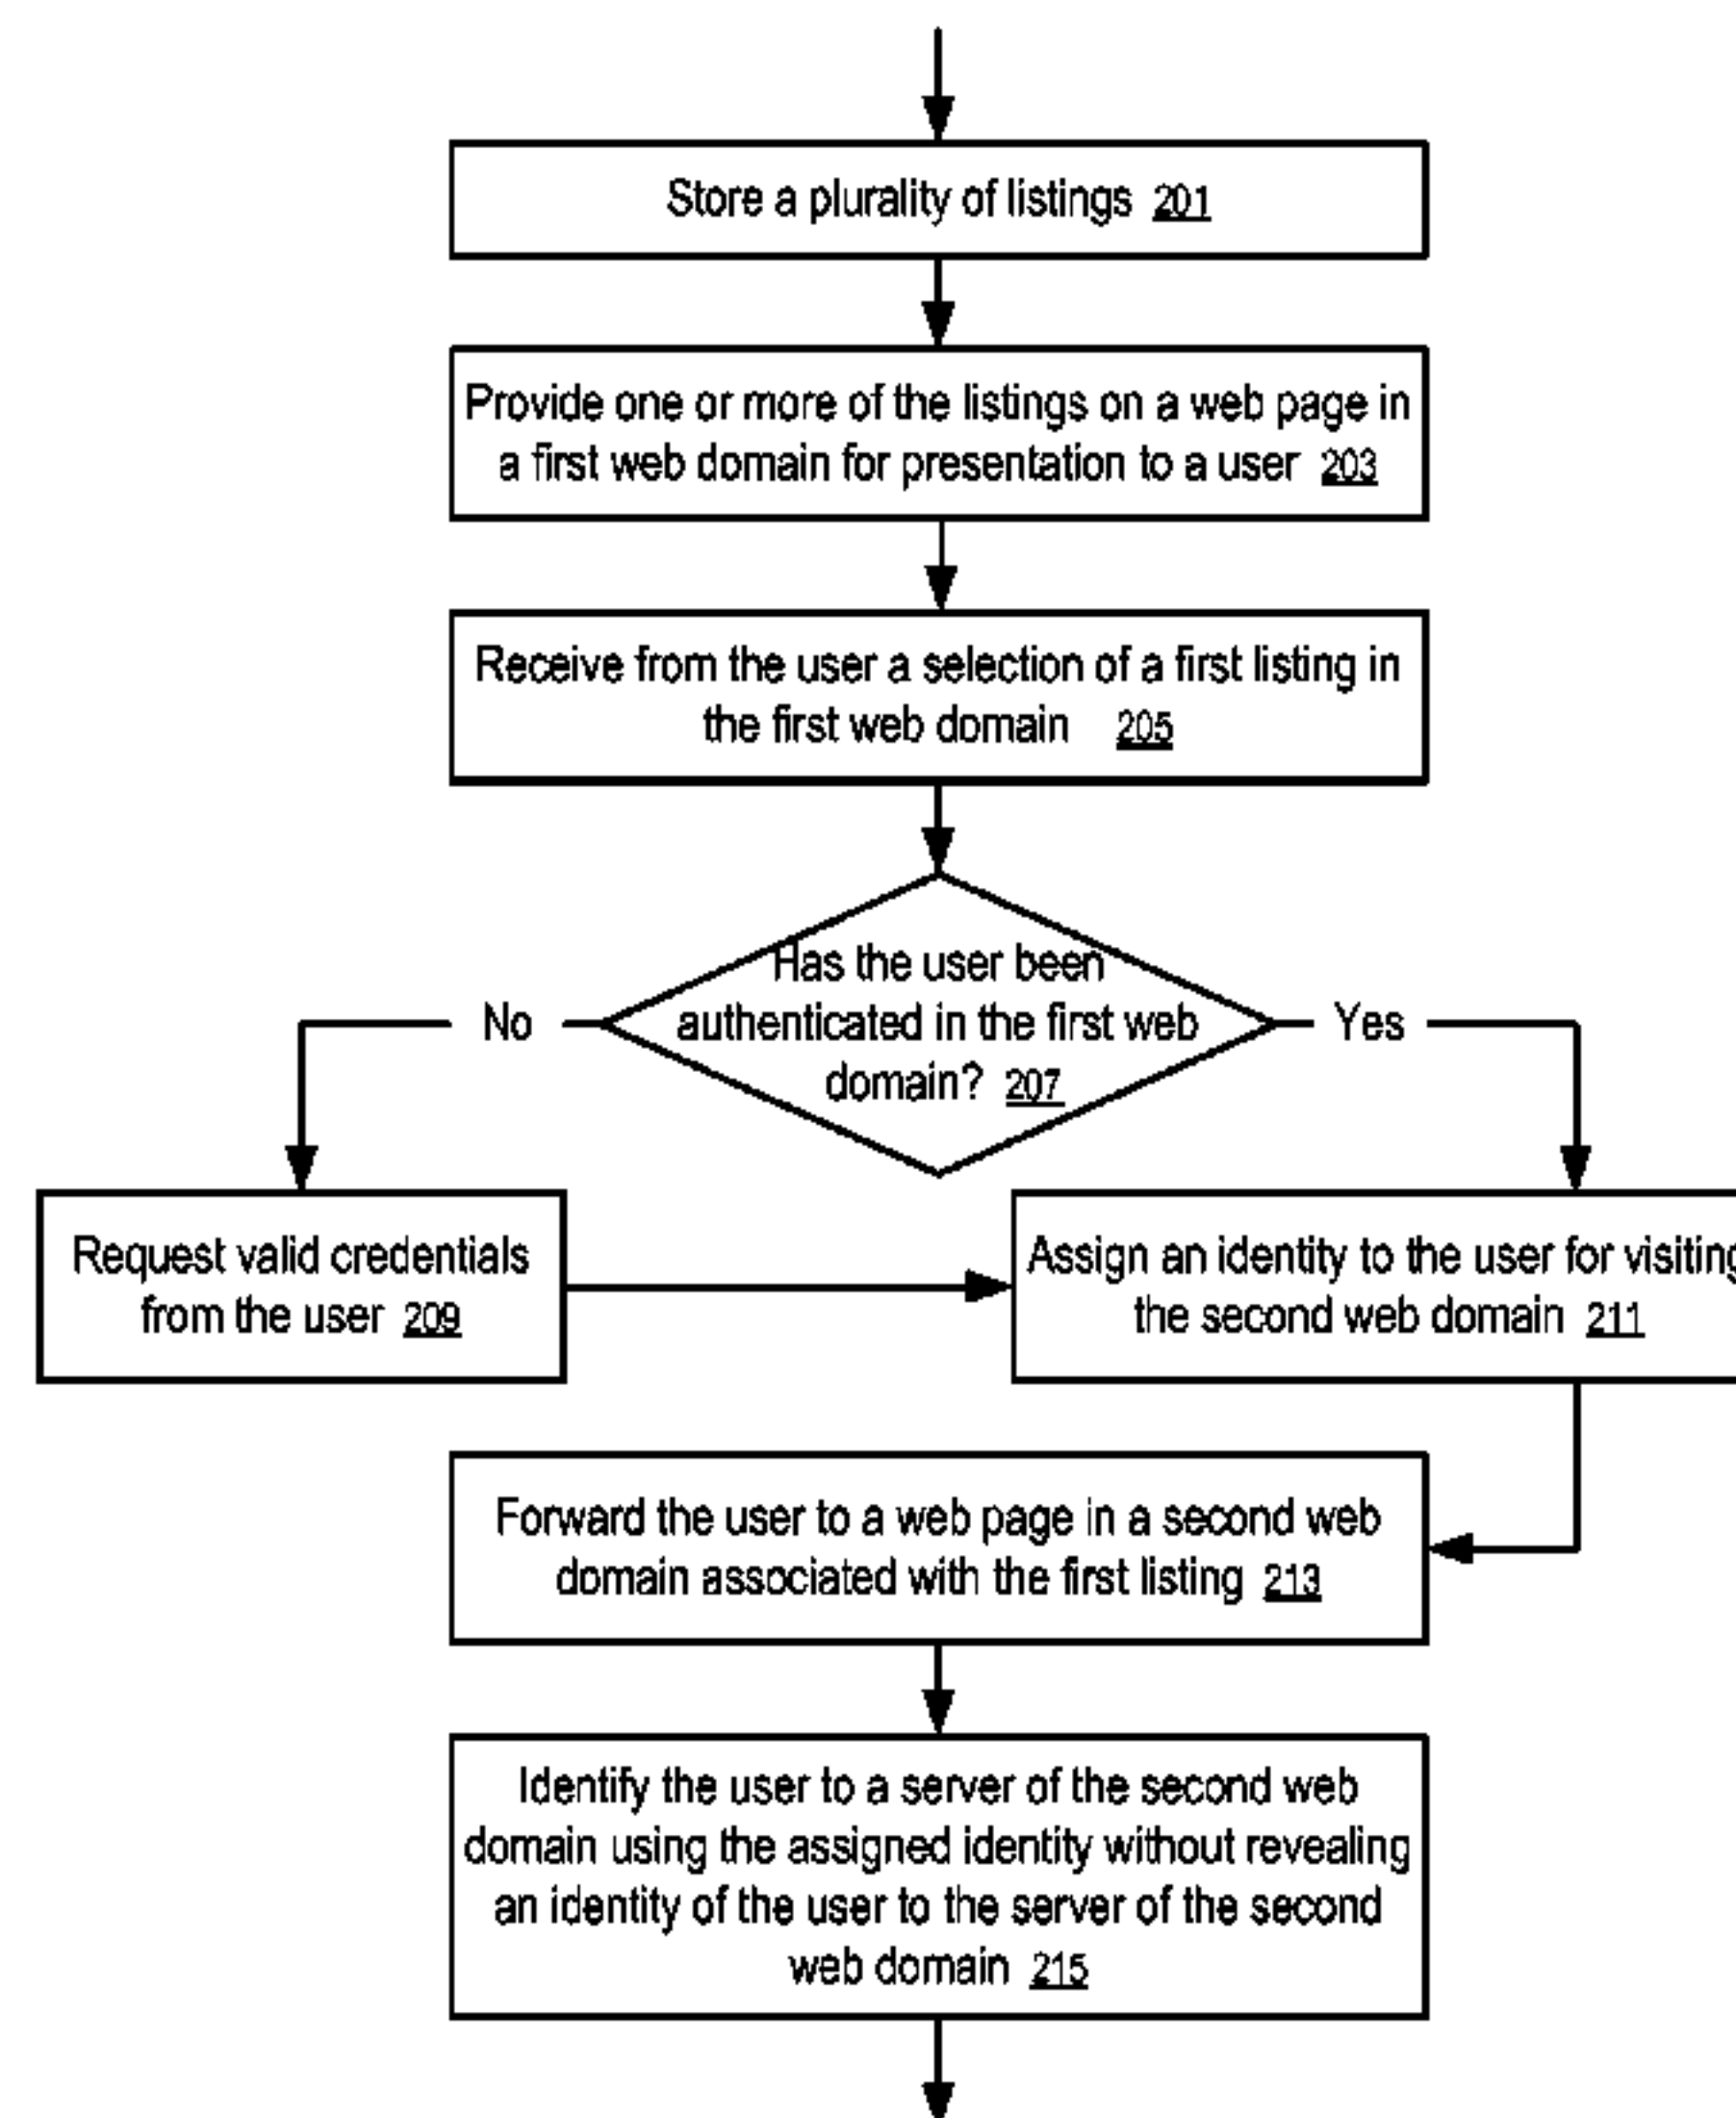 Store a plurality of listings 201
Provide one or more of the listings on a web page in
a first web domain for presentation to a user 203
Receive from the user a selection of a first listing in
the first web domain 205
Has the user been
authenticated in the first web
domain? 207
No
Yes
Request valid credentials
from the user 209
Assign an identity to the user for visiting
the second web domain 211
Forward the user to a web page in a second web
domain associated with the first listing 213
Identify the user to a server of the second web
domain using the assigned identity without revealing
an identity of the user to the server of the second
web domain 215